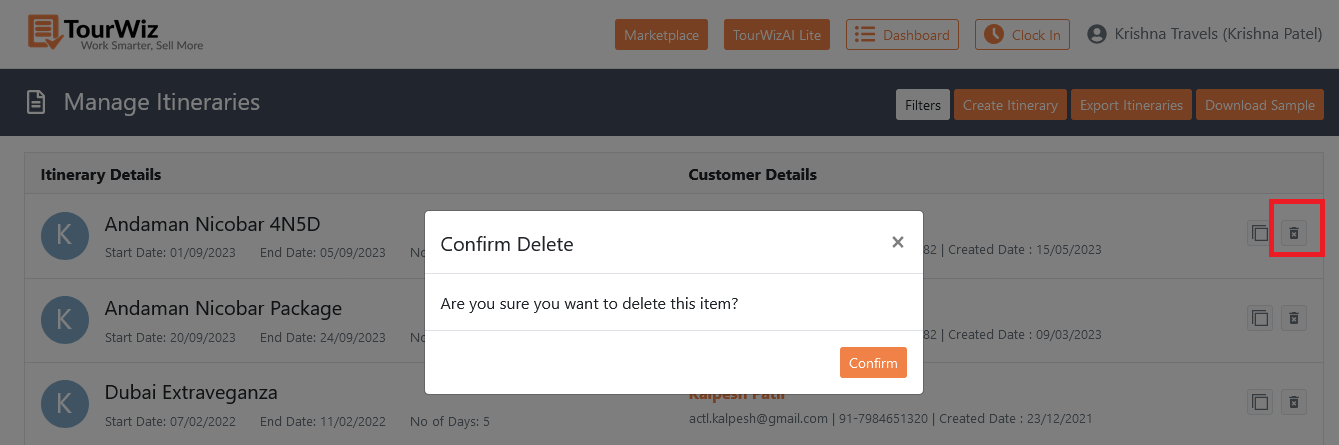 TourWiz
Work Smarter, Sell More
Marketplace
TourWizAI Lite
Dashboard
Clock In
Krishna Travels (Krishna Patel)
Manage Itineraries
Filters
Create Itinerary
Export Itineraries
Download Sample
Itinerary Details
Customer Details
K
Andaman Nicobar 4N5D
Start Date: 01/09/2023 End Date: 05/09/2023 No
82 | Created Date : 15/05/2023
Confirm Delete
×
Are you sure you want to delete this item?
Confirm
K
Andaman Nicobar Package
Start Date: 20/09/2023 End Date: 24/09/2023 No
82 | Created Date : 09/03/2023
K
Dubai Extraveganza
Start Date: 07/02/2022 End Date: 11/02/2022 No of Days: 5
Kalpesh Patil
actl.kalpesh@gmail.com | 91-7984651320 | Created Date : 23/12/2021